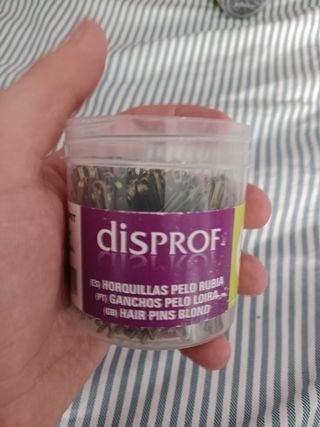 disPROF
(ES) HORQUILLAS PELO RUBIA
(PT) GANCHOS PELO LOIRA
(GB) HAIR PINS BLOND